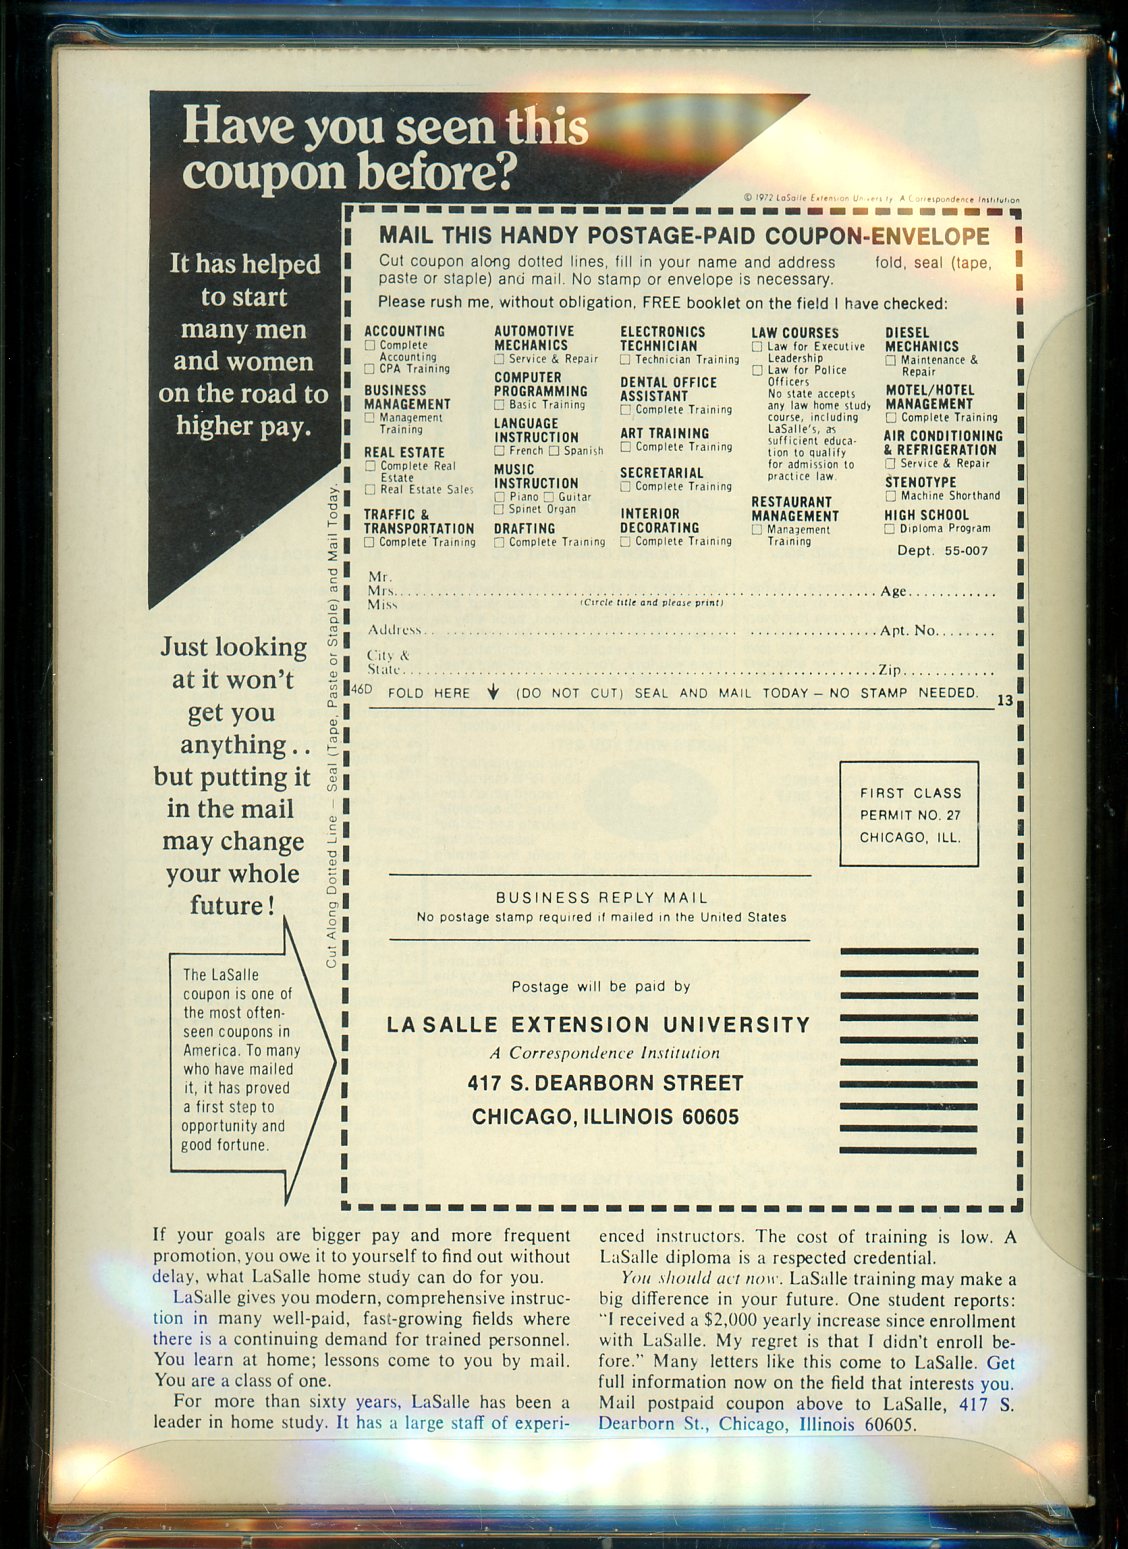 Have you seen this
coupon before?
© 1972 LaSalle Extension University A Correspondence Institution
It has helped
to start
many men
and women
on the road to
higher pay.
Just looking
at it won't
get you
anything . .
but putting it
in the mail
may change
your whole
future!
The LaSalle
coupon is one of
the most often-
seen coupons in
America. To many
who have mailed
it, it has proved
a first step to
opportunity and
good fortune.
Cut Along Dotted Line — Seal (Tape, Paste or Staple) and Mail Today.
MAIL THIS HANDY POSTAGE-PAID COUPON-ENVELOPE
Cut coupon along dotted lines, fill in your name and address fold, seal (tape,
paste or staple) and mail. No stamp or envelope is necessary.
Please rush me, without obligation, FREE booklet on the field I have checked:
ACCOUNTING
☐ Complete
Accounting
☐ CPA Training
BUSINESS
MANAGEMENT
☐ Management
Training
REAL ESTATE
☐ Complete Real
Estate
☐ Real Estate Sales
TRAFFIC &
TRANSPORTATION
☐ Complete Training
AUTOMOTIVE
MECHANICS
☐ Service & Repair
COMPUTER
PROGRAMMING
☐ Basic Training
LANGUAGE
INSTRUCTION
☐ French ☐ Spanish
MUSIC
INSTRUCTION
☐ Piano ☐ Guitar
☐ Spinet Organ
DRAFTING
☐ Complete Training
ELECTRONICS
TECHNICIAN
☐ Technician Training
DENTAL OFFICE
ASSISTANT
☐ Complete Training
ART TRAINING
☐ Complete Training
SECRETARIAL
☐ Complete Training
INTERIOR
DECORATING
☐ Complete Training
LAW COURSES
☐ Law for Executive
Leadership
☐ Law for Police
Officers
No state accepts
any law home study
course, including
LaSalle's, as
sufficient educa-
tion to qualify
for admission to
practice law.
RESTAURANT
MANAGEMENT
☐ Management
Training
DIESEL
MECHANICS
☐ Maintenance &
Repair
MOTEL/HOTEL
MANAGEMENT
☐ Complete Training
AIR CONDITIONING
& REFRIGERATION
☐ Service & Repair
STENOTYPE
☐ Machine Shorthand
HIGH SCHOOL
☐ Diploma Program
Dept. 55-007
Mr.
Mrs. Age
Miss (Circle title and please print)
Address Apt. No.
City &
State Zip
46D FOLD HERE ↓ (DO NOT CUT) SEAL AND MAIL TODAY — NO STAMP NEEDED. 13
FIRST CLASS
PERMIT NO. 27
CHICAGO, ILL.
BUSINESS REPLY MAIL
No postage stamp required if mailed in the United States
Postage will be paid by
LA SALLE EXTENSION UNIVERSITY
A Correspondence Institution
417 S. DEARBORN STREET
CHICAGO, ILLINOIS 60605
If your goals are bigger pay and more frequent
promotion, you owe it to yourself to find out without
delay, what LaSalle home study can do for you.
LaSalle gives you modern, comprehensive instruc-
tion in many well-paid, fast-growing fields where
there is a continuing demand for trained personnel.
You learn at home; lessons come to you by mail.
You are a class of one.
For more than sixty years, LaSalle has been a
leader in home study. It has a large staff of experi-
enced instructors. The cost of training is low. A
LaSalle diploma is a respected credential.
You should act now. LaSalle training may make a
big difference in your future. One student reports:
"I received a $2,000 yearly increase since enrollment
with LaSalle. My regret is that I didn't enroll be-
fore." Many letters like this come to LaSalle. Get
full information now on the field that interests you.
Mail postpaid coupon above to LaSalle, 417 S.
Dearborn St., Chicago, Illinois 60605.